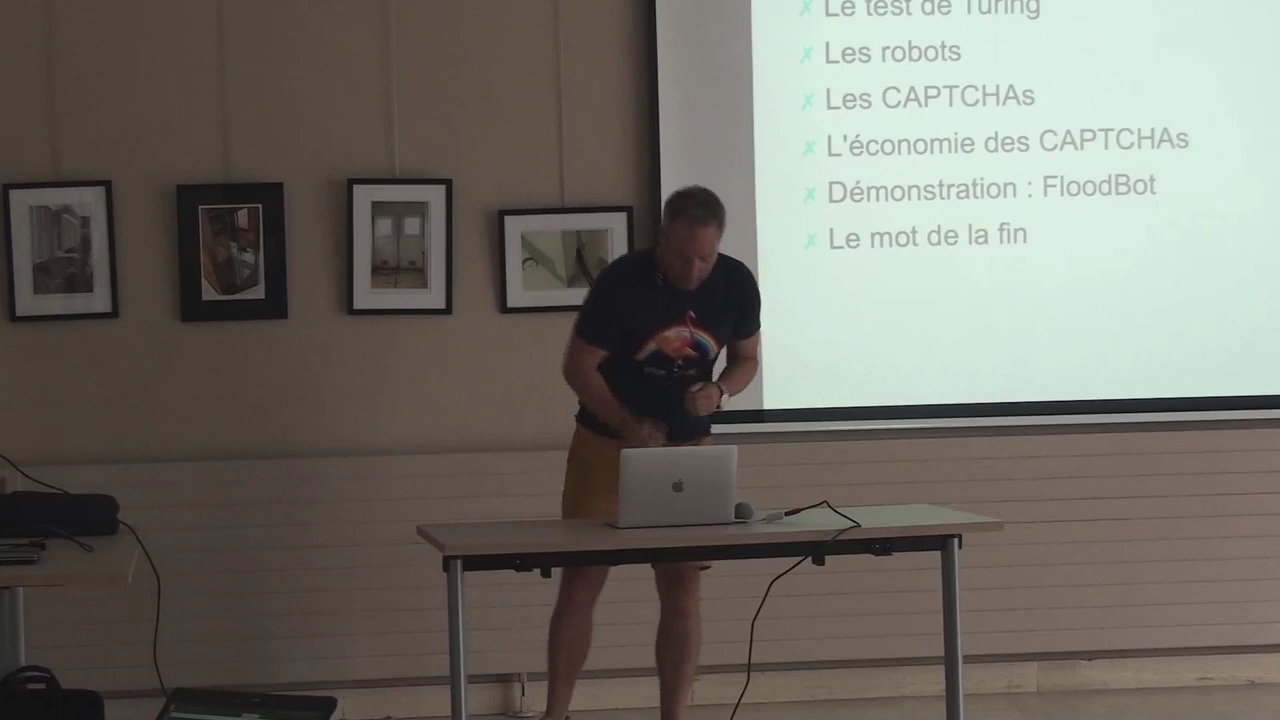 Le test de Turing
Les robots
Les CAPTCHAs
L'économie des CAPTCHAs
Démonstration : FloodBot
Le mot de la fin